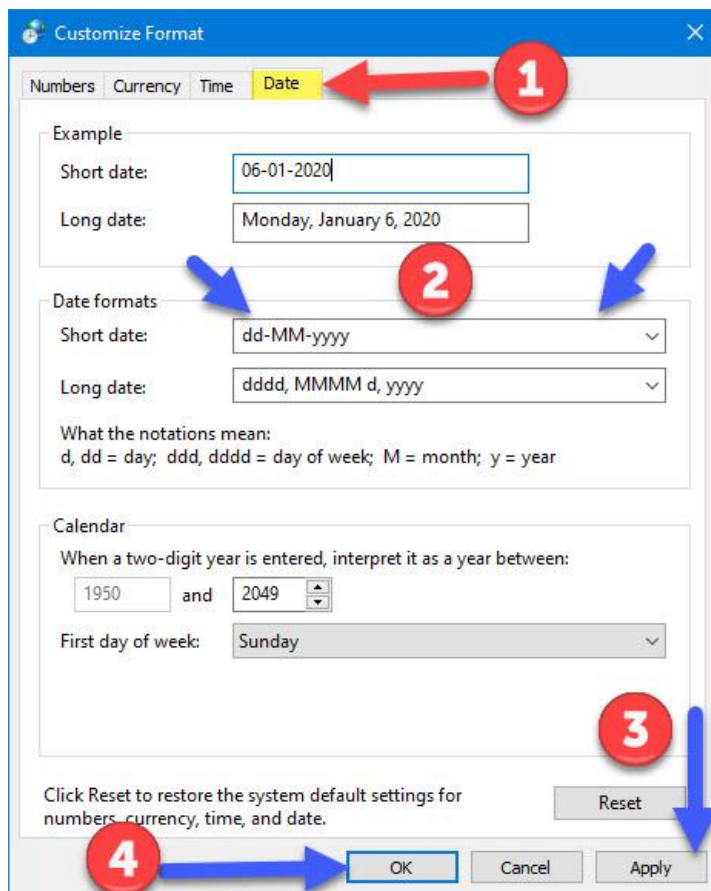 Customize Format
Numbers Currency Time Date 1
Example
Short date: 06-01-2020
Long date: Monday, January 6, 2020
2
Date formats
Short date: dd-MM-yyyy
Long date: dddd, MMMM d, yyyy
What the notations mean:
d, dd = day; ddd, dddd = day of week; M = month; y = year
Calendar
When a two-digit year is entered, interpret it as a year between:
1950 and 2049
First day of week: Sunday
3
Click Reset to restore the system default settings for
numbers, currency, time, and date.
Reset
4
OK Cancel Apply